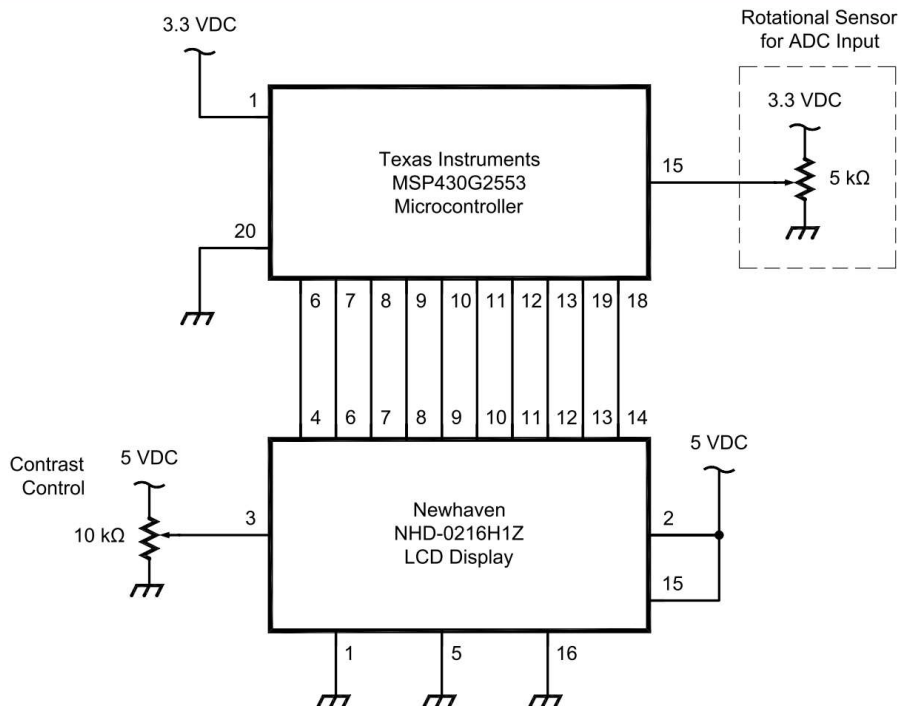 3.3 VDC
Rotational Sensor
for ADC Input
1
3.3 VDC
Texas Instruments
MSP430G2553
Microcontroller
15
5 kΩ
20
6 7 8 9 10 11 12 13 19 18
4 6 7 8 9 10 11 12 13 14
Contrast
Control
5 VDC
5 VDC
10 kΩ
3
Newhaven
NHD-0216H1Z
LCD Display
2
15
1 5 16